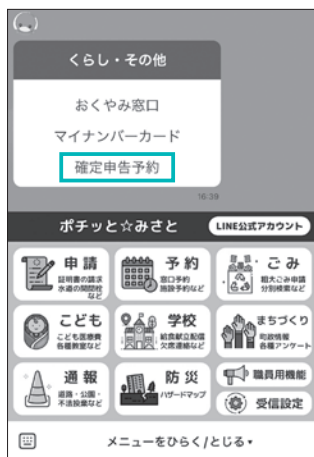 くらし・その他
おくやみ窓口
マイナンバーカード
確定申告予約
16:39
ポチッと☆みさと
LINE公式アカウント
申請
証明書の請求
水道の開閉栓
など
予約
窓口予約
施設予約など
ごみ
粗大ごみ申請
分別検索など
こども
こども医療費
各種教室など
学校
給食献立配信
欠席連絡など
まちづくり
町政情報
各種アンケート
通報
道路・公園・
不法投棄など
防災
ハザードマップ
職員用機能
受信設定
メニューをひらく/とじる▾